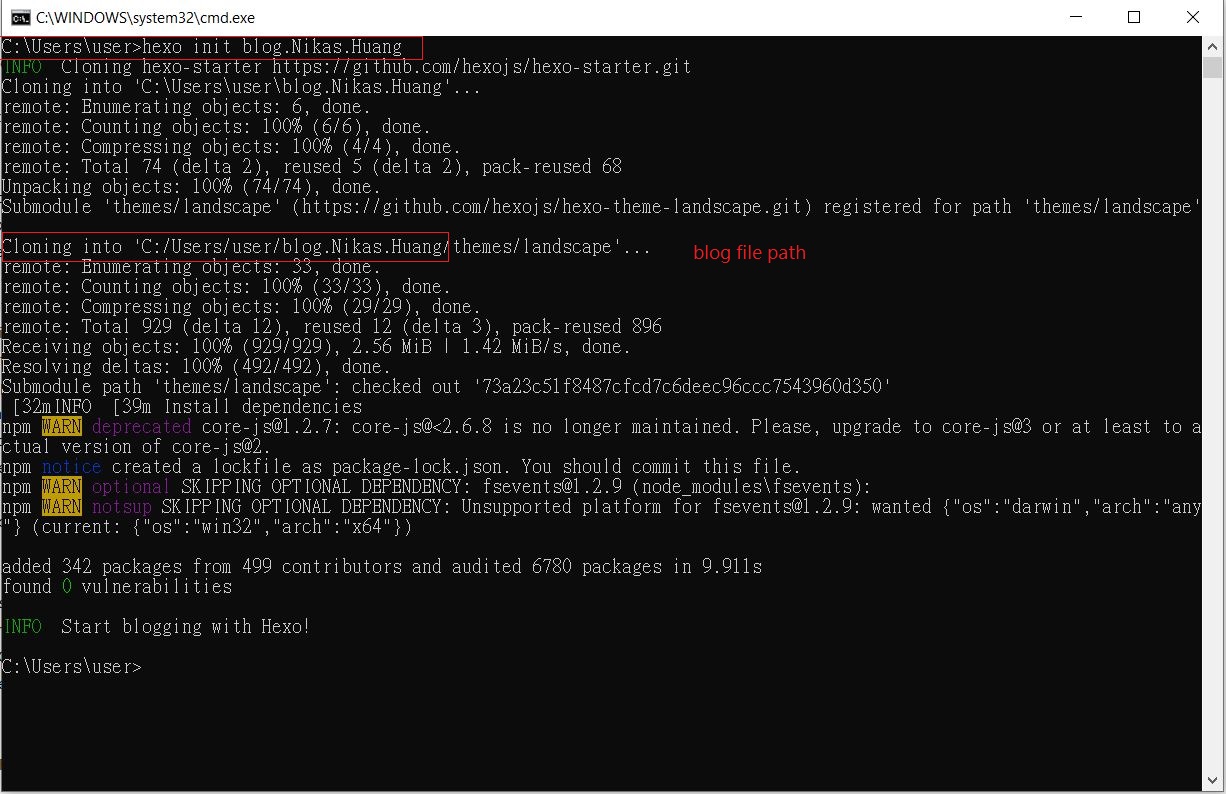 C:\WINDOWS\system32\cmd.exe
C:\Users\user>hexo init blog.Nikas.Huang
INFO  Cloning hexo-starter https://github.com/hexojs/hexo-starter.git
Cloning into 'C:\Users\user\blog.Nikas.Huang'...
remote: Enumerating objects: 6, done.
remote: Counting objects: 100% (6/6), done.
remote: Compressing objects: 100% (4/4), done.
remote: Total 74 (delta 2), reused 5 (delta 2), pack-reused 68
Unpacking objects: 100% (74/74), done.
Submodule 'themes/landscape' (https://github.com/hexojs/hexo-theme-landscape.git) registered for path 'themes/landscape'
Cloning into 'C:/Users/user/blog.Nikas.Huang/themes/landscape'...
blog file path
remote: Enumerating objects: 33, done.
remote: Counting objects: 100% (33/33), done.
remote: Compressing objects: 100% (29/29), done.
remote: Total 929 (delta 12), reused 12 (delta 3), pack-reused 896
Receiving objects: 100% (929/929), 2.56 MiB | 1.42 MiB/s, done.
Resolving deltas: 100% (492/492), done.
Submodule path 'themes/landscape': checked out '73a23c51f8487cfcd7c6deec96ccc7543960d350'
[32mINFO  [39m Install dependencies
npm WARN deprecated core-js@1.2.7: core-js@<2.6.8 is no longer maintained. Please, upgrade to core-js@3 or at least to a
ctual version of core-js@2.
npm notice created a lockfile as package-lock.json. You should commit this file.
npm WARN optional SKIPPING OPTIONAL DEPENDENCY: fsevents@1.2.9 (node_modules\fsevents):
npm WARN notsup SKIPPING OPTIONAL DEPENDENCY: Unsupported platform for fsevents@1.2.9: wanted {"os":"darwin","arch":"any
"} (current: {"os":"win32","arch":"x64"})
added 342 packages from 499 contributors and audited 6780 packages in 9.911s
found 0 vulnerabilities
INFO  Start blogging with Hexo!
C:\Users\user>